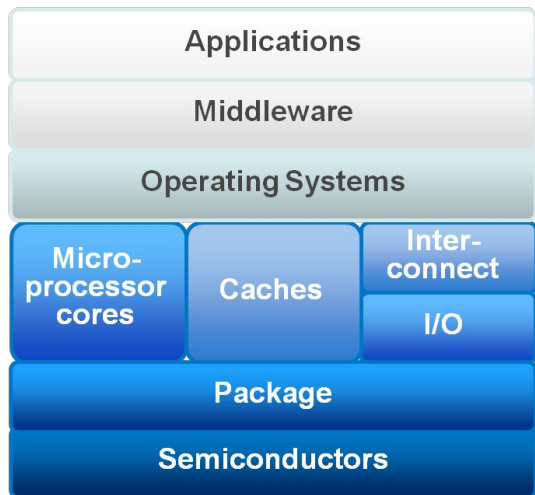 Applications
Middleware
Operating Systems
Micro-
processor
cores
Caches
Inter-
connect
I/O
Package
Semiconductors